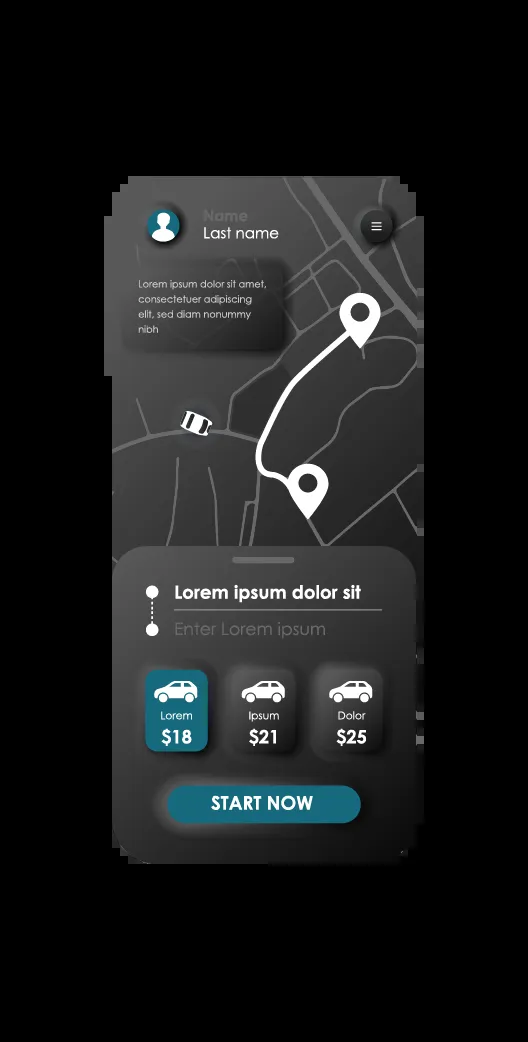 Name
Last name
Lorem ipsum dolor sit amet,
consectetuer adipiscing
elit, sed diam nonummy
nibh
Lorem ipsum dolor sit
Enter Lorem ipsum
Lorem
$18
Ipsum
$21
Dolor
$25
START NOW